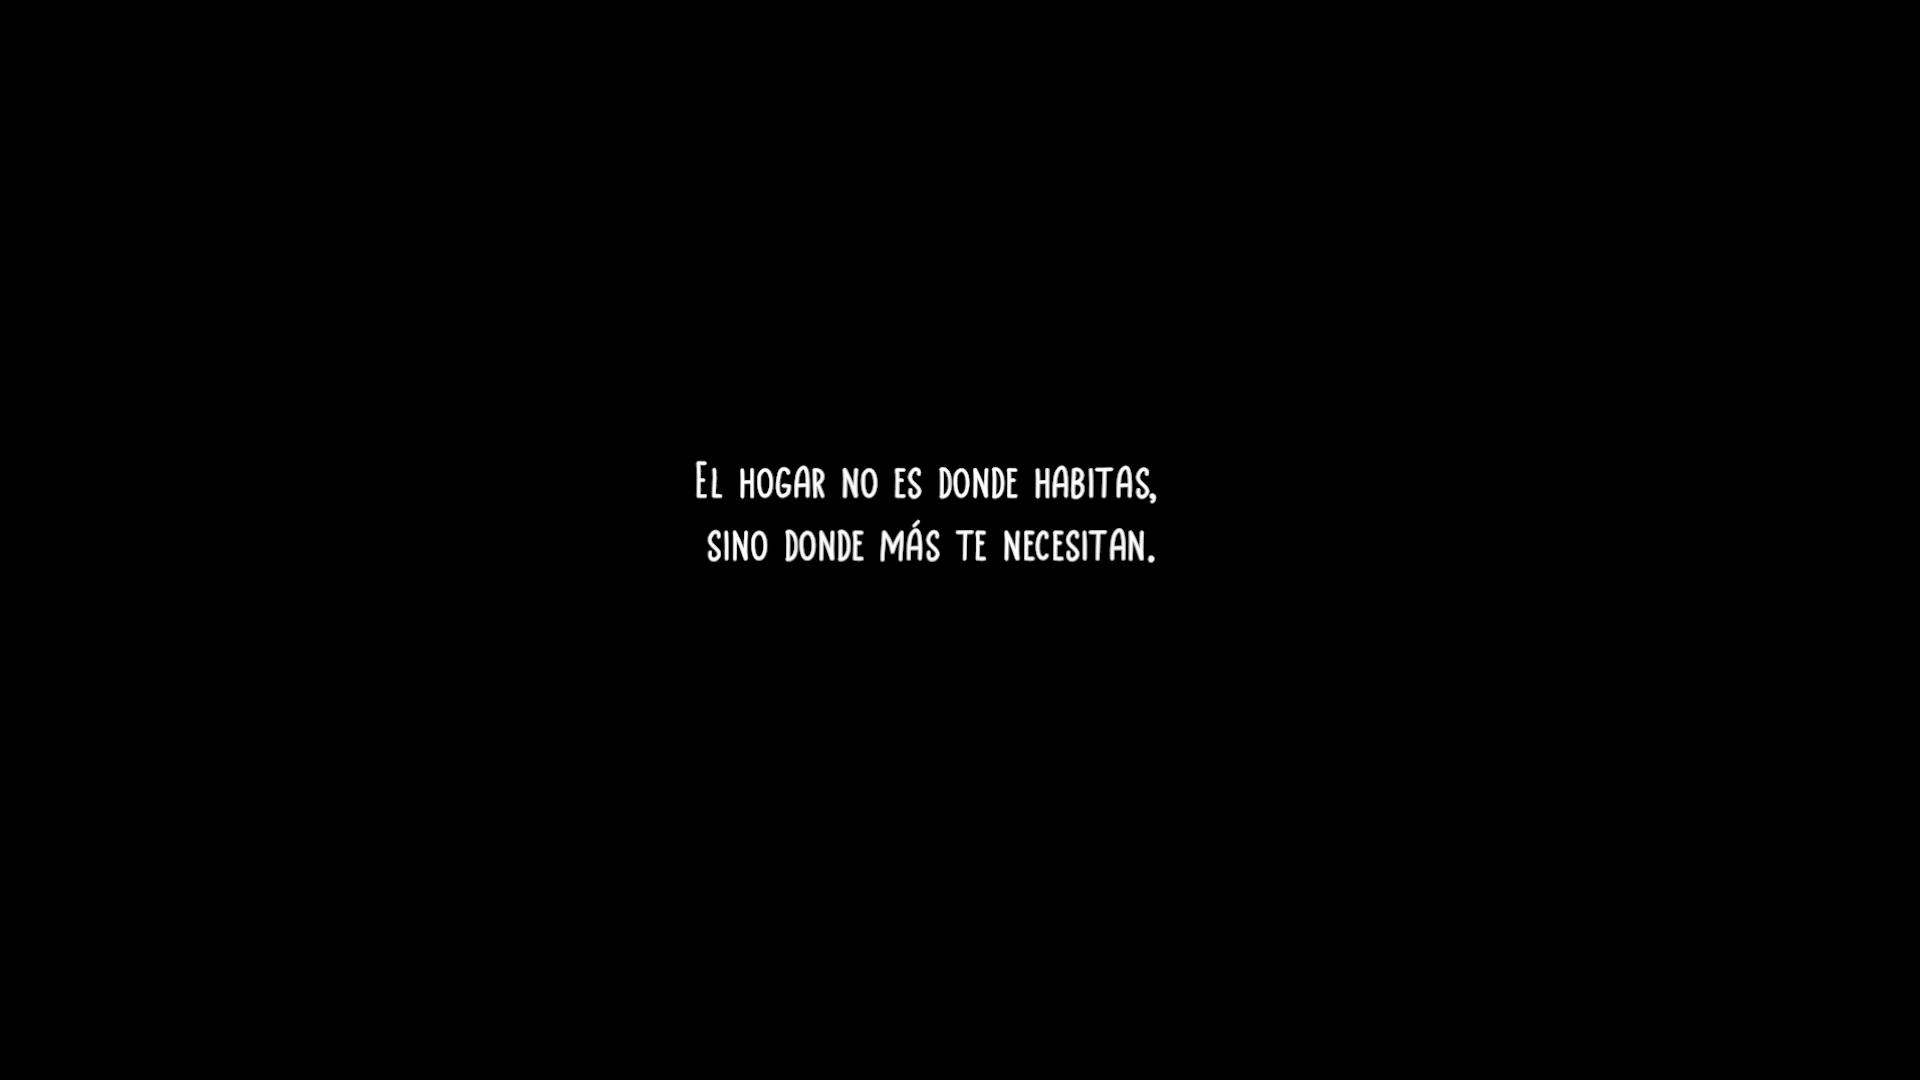 El hogar no es donde habitas,
sino donde más te necesitan.